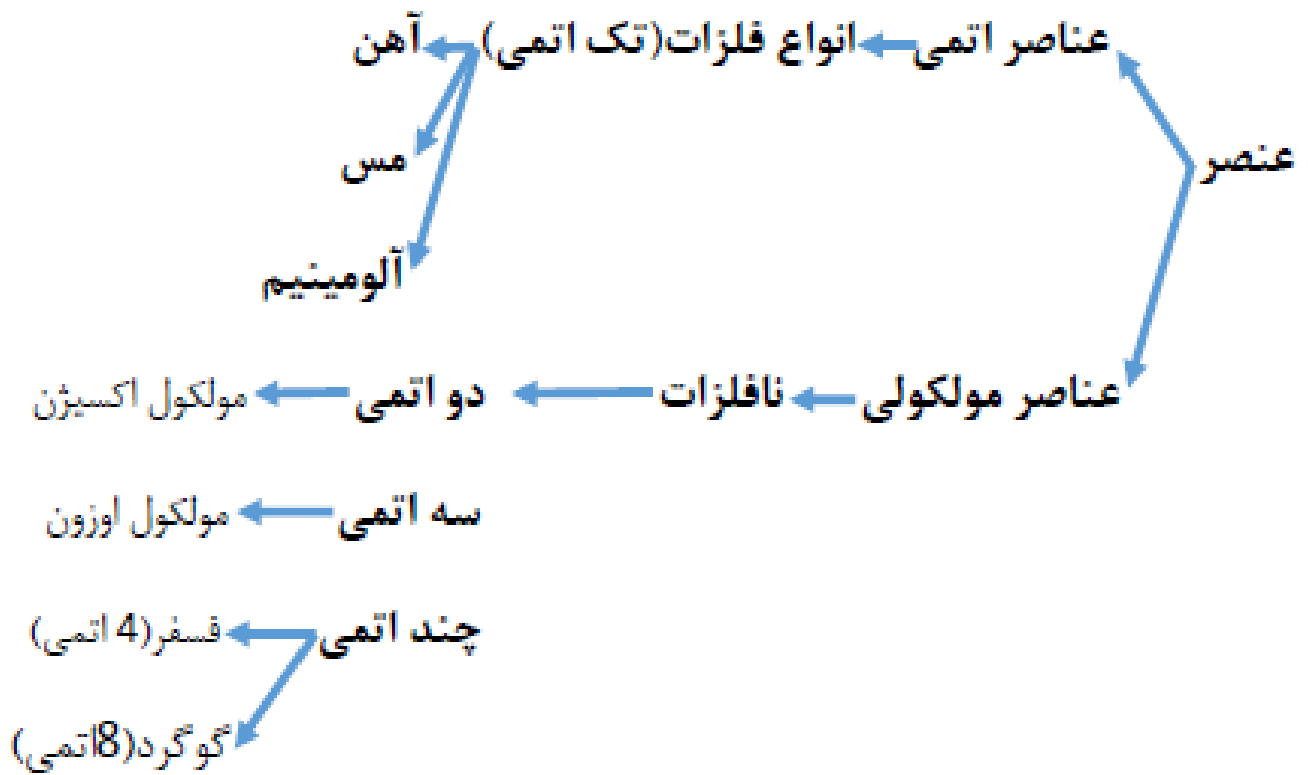 عناصر اتمی انواع فلزات(تک اتمی) آهن
عنصر مس
آلومینیم
عناصر مولکولی نافلزات دو اتمی مولکول اکسیژن
سه اتمی مولکول اوزون
چند اتمی فسفر(4 اتمی)
گوگرد(8اتمی)